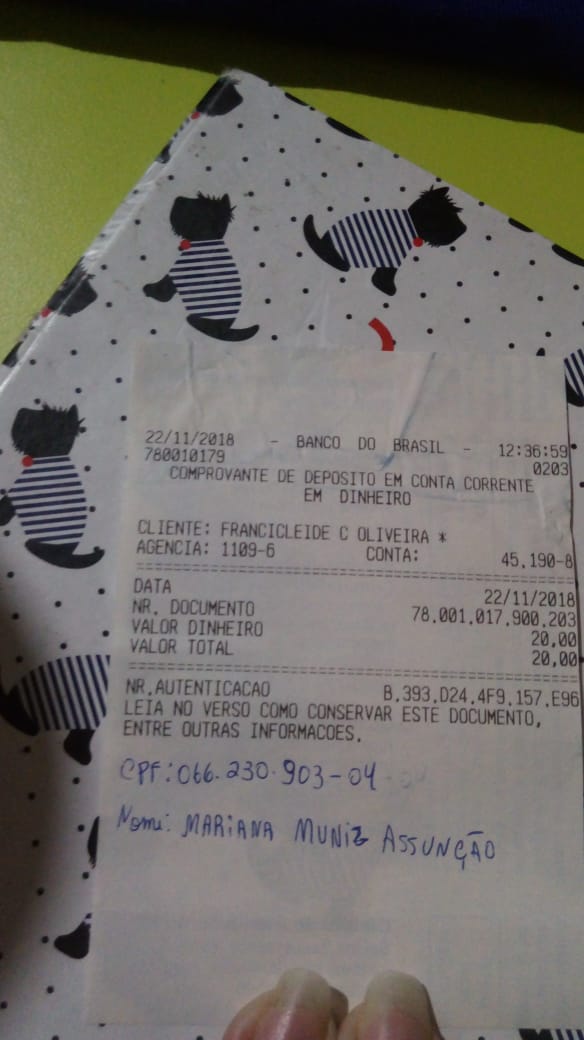 22/11/2018 - BANCO DO BRASIL - 12:36:59
780010179 0203
COMPROVANTE DE DEPOSITO EM CONTA CORRENTE
EM DINHEIRO
CLIENTE: FRANCICLEIDE C OLIVEIRA *
AGENCIA: 1109-6 CONTA: 45.190-8
DATA 22/11/2018
NR. DOCUMENTO 78.001.017.900.203
VALOR DINHEIRO 20,00
VALOR TOTAL 20,00
NR.AUTENTICACAO B.393.D24.4F9.157.E96
LEIA NO VERSO COMO CONSERVAR ESTE DOCUMENTO,
ENTRE OUTRAS INFORMACOES.
CPF: 066.230.903-04
Nome: MARIANA MUNIZ ASSUNÇÃO